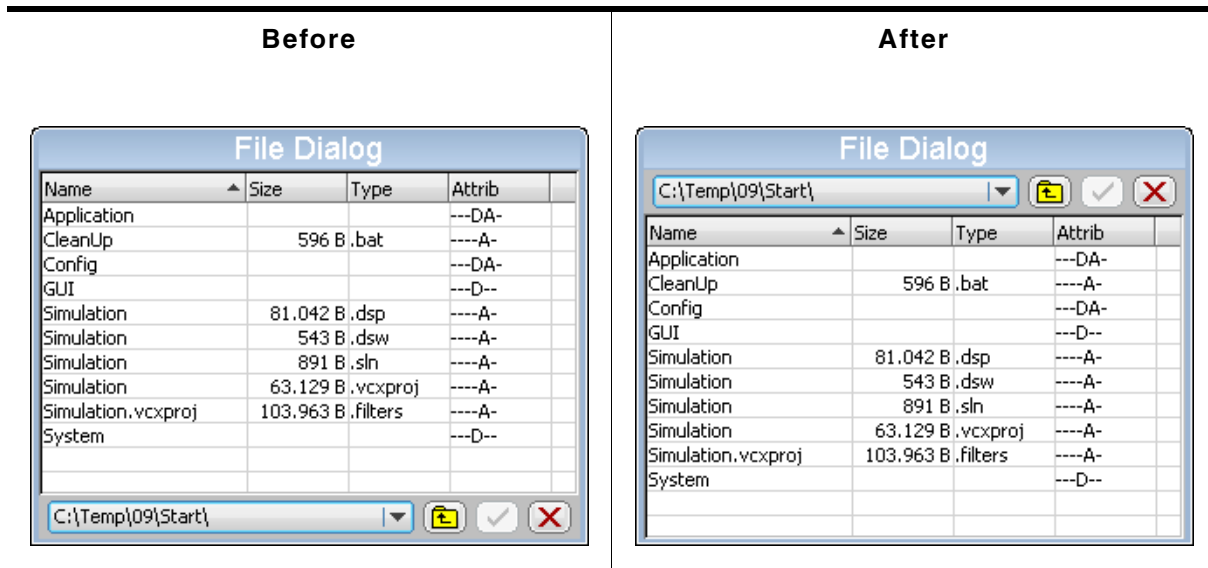 Before
File Dialog
Name Size Type Attrib
Application ---DA-
CleanUp 596 B .bat ----A-
Config ---DA-
GUI ---D--
Simulation 81.042 B .dsp ----A-
Simulation 543 B .dsw ----A-
Simulation 891 B .sln ----A-
Simulation 63.129 B .vcxproj ----A-
Simulation.vcxproj 103.963 B .filters ----A-
System ---D--
C:\Temp\09\Start\
After
File Dialog
C:\Temp\09\Start\
Name Size Type Attrib
Application ---DA-
CleanUp 596 B .bat ----A-
Config ---DA-
GUI ---D--
Simulation 81.042 B .dsp ----A-
Simulation 543 B .dsw ----A-
Simulation 891 B .sln ----A-
Simulation 63.129 B .vcxproj ----A-
Simulation.vcxproj 103.963 B .filters ----A-
System ---D--